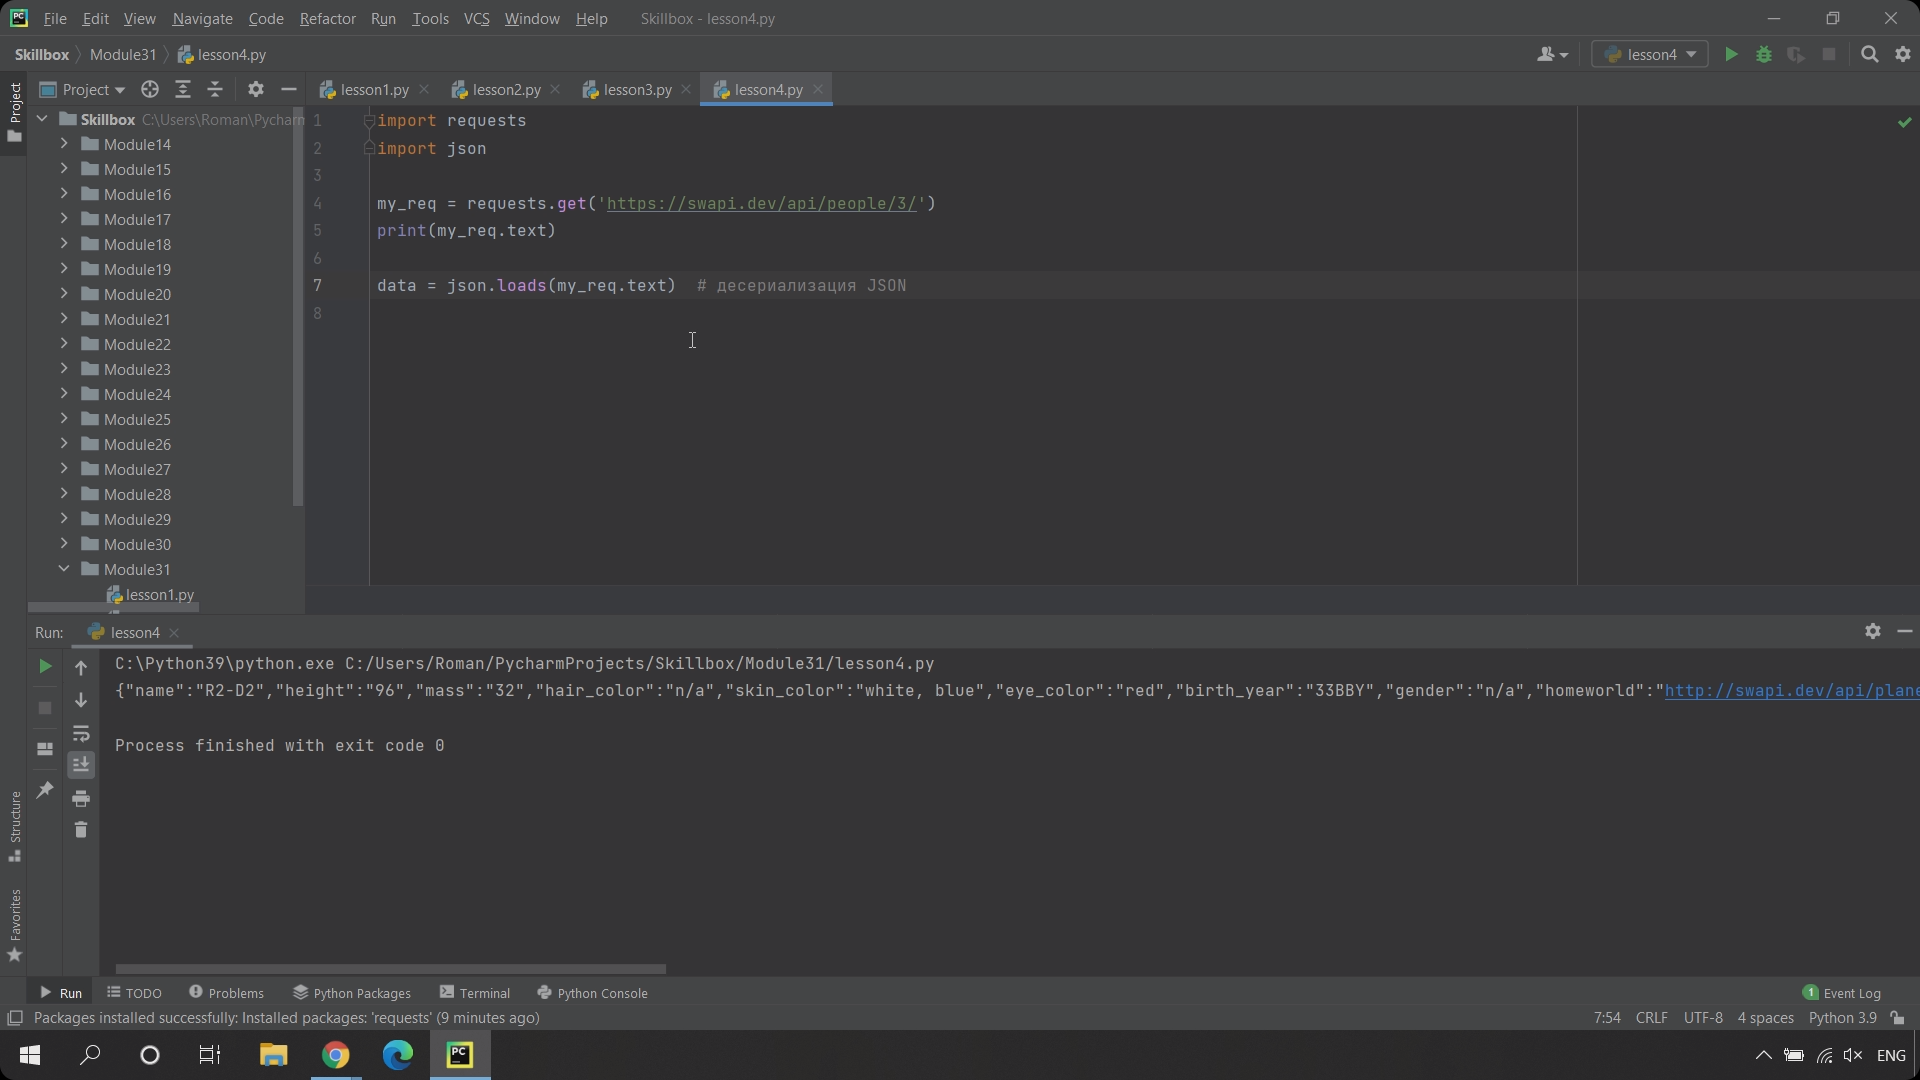 File Edit View Navigate Code Refactor Run Tools VCS Window Help Skillbox - lesson4.py
Skillbox Module31 lesson4.py
lesson4
Project
Project
lesson1.py lesson2.py lesson3.py lesson4.py
Skillbox C:\Users\Roman\Pycharm
Module14
Module15
Module16
Module17
Module18
Module19
Module20
Module21
Module22
Module23
Module24
Module25
Module26
Module27
Module28
Module29
Module30
Module31
lesson1.py
1 import requests
2 import json
3
4 my_req = requests.get('https://swapi.dev/api/people/3/')
5 print(my_req.text)
6
7 data = json.loads(my_req.text)  # десериализация JSON
8
Run: lesson4
C:\Python39\python.exe C:/Users/Roman/PycharmProjects/Skillbox/Module31/lesson4.py
{"name":"R2-D2","height":"96","mass":"32","hair_color":"n/a","skin_color":"white, blue","eye_color":"red","birth_year":"33BBY","gender":"n/a","homeworld":"http://swapi.dev/api/plane
Process finished with exit code 0
Structure
Favorites
Run TODO Problems Python Packages Terminal Python Console 1 Event Log
Packages installed successfully: Installed packages: 'requests' (9 minutes ago) 7:54 CRLF UTF-8 4 spaces Python 3.9
PC ENG